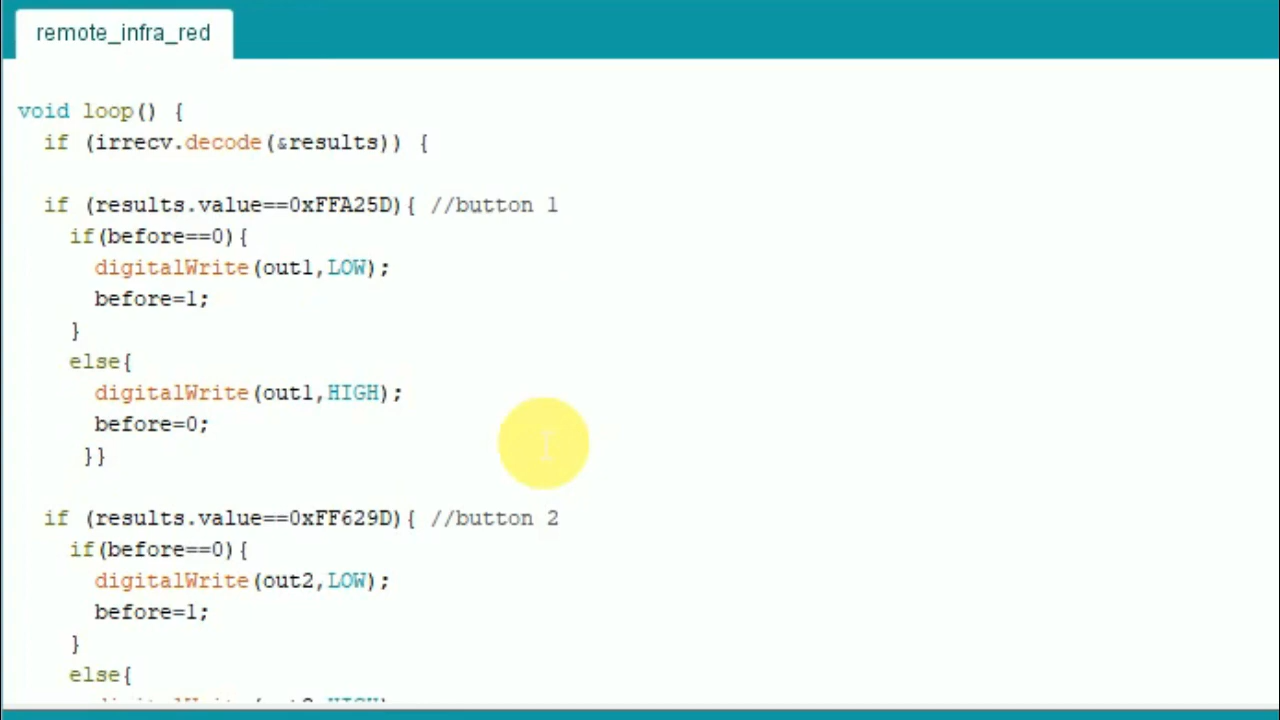 remote_infra_red
void loop() {
if (irrecv.decode(&results)) {
if (results.value==0xFFA25D){ //button 1
if(before==0){
digitalWrite(out1,LOW);
before=1;
}
else{
digitalWrite(out1,HIGH);
before=0;
}}
if (results.value==0xFF629D){ //button 2
if(before==0){
digitalWrite(out2,LOW);
before=1;
}
else{